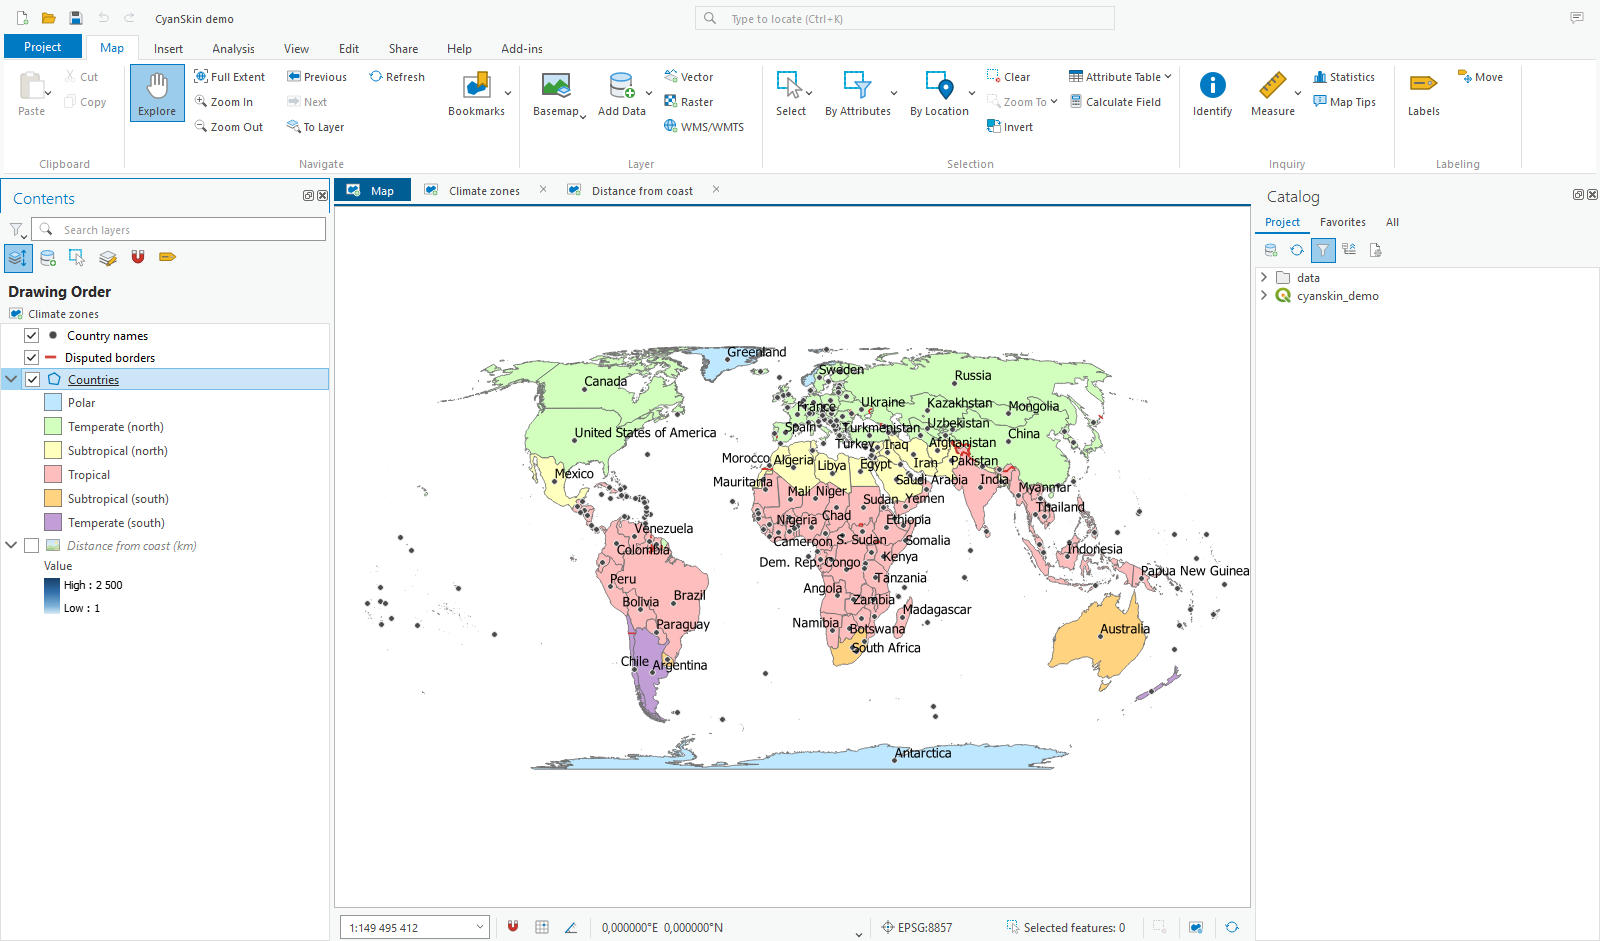 CyanSkin demo
Type to locate (Ctrl+K)
Project
Map
Insert
Analysis
View
Edit
Share
Help
Add-ins
Paste
Cut
Copy
Clipboard
Explore
Full Extent
Zoom In
Zoom Out
Previous
Next
To Layer
Refresh
Bookmarks
Navigate
Basemap
Add Data
Vector
Raster
WMS/WMTS
Layer
Select
By Attributes
By Location
Clear
Zoom To
Invert
Attribute Table
Calculate Field
Selection
Identify
Measure
Statistics
Map Tips
Inquiry
Labels
Move
Labeling
Contents
Search layers
Drawing Order
Climate zones
Country names
Disputed borders
Countries
Polar
Temperate (north)
Subtropical (north)
Tropical
Subtropical (south)
Temperate (south)
Distance from coast (km)
Value
High : 2 500
Low : 1
Map
Climate zones
Distance from coast
Greenland
Canada
Sweden
Russia
United States of America
France
Ukraine
Kazakhstan
Mongolia
Spain
Turkmenistan
Uzbekistan
China
Turkey
Iraq
Afghanistan
Mexico
Morocco
Algeria
Libya
Egypt
Iran
Pakistan
Mauritania
Mali
Niger
Saudi Arabia
India
Myanmar
Sudan
Yemen
Thailand
Venezuela
Nigeria
Chad
Ethiopia
Colombia
Cameroon
S. Sudan
Somalia
Indonesia
Dem. Rep. Congo
Kenya
Papua New Guinea
Peru
Tanzania
Bolivia
Brazil
Angola
Zambia
Madagascar
Paraguay
Namibia
Botswana
Australia
Chile
Argentina
South Africa
Antarctica
1:149 495 412
0,000000°E 0,000000°N
EPSG:8857
Selected features: 0
Catalog
Project
Favorites
All
data
cyanskin_demo